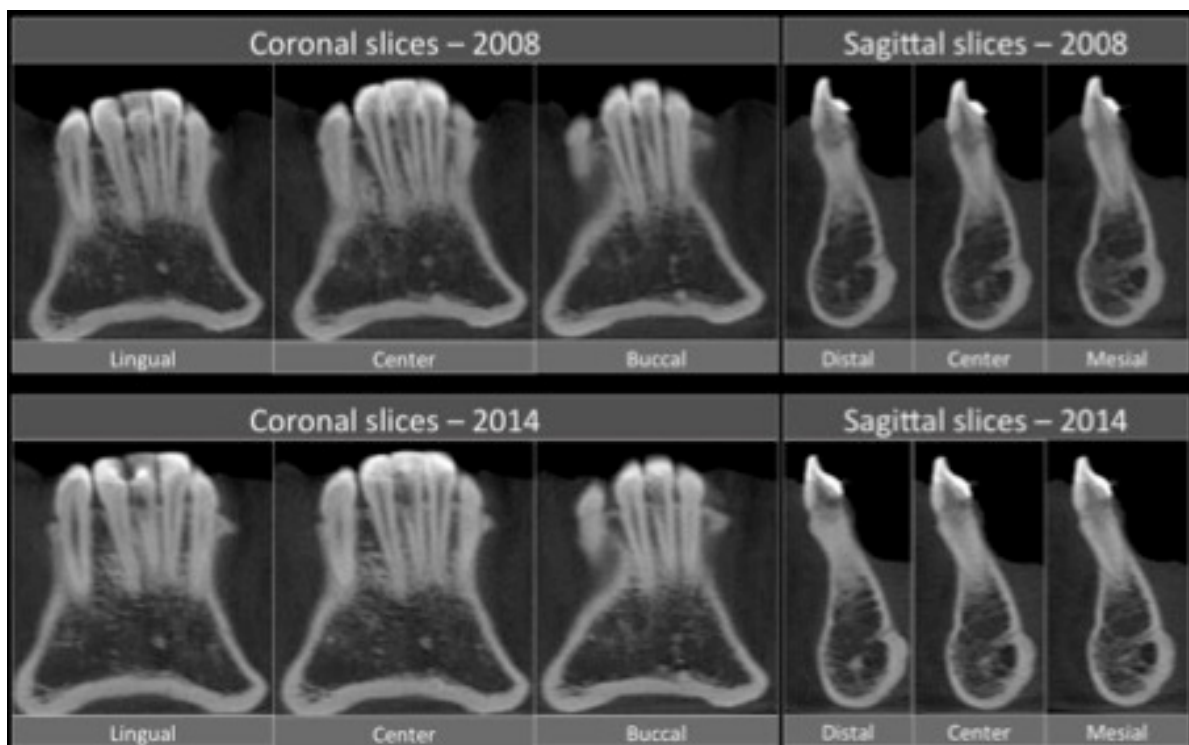 Coronal slices – 2008
Sagittal slices – 2008
Lingual
Center
Buccal
Distal
Center
Mesial
Coronal slices – 2014
Sagittal slices – 2014
Lingual
Center
Buccal
Distal
Center
Mesial